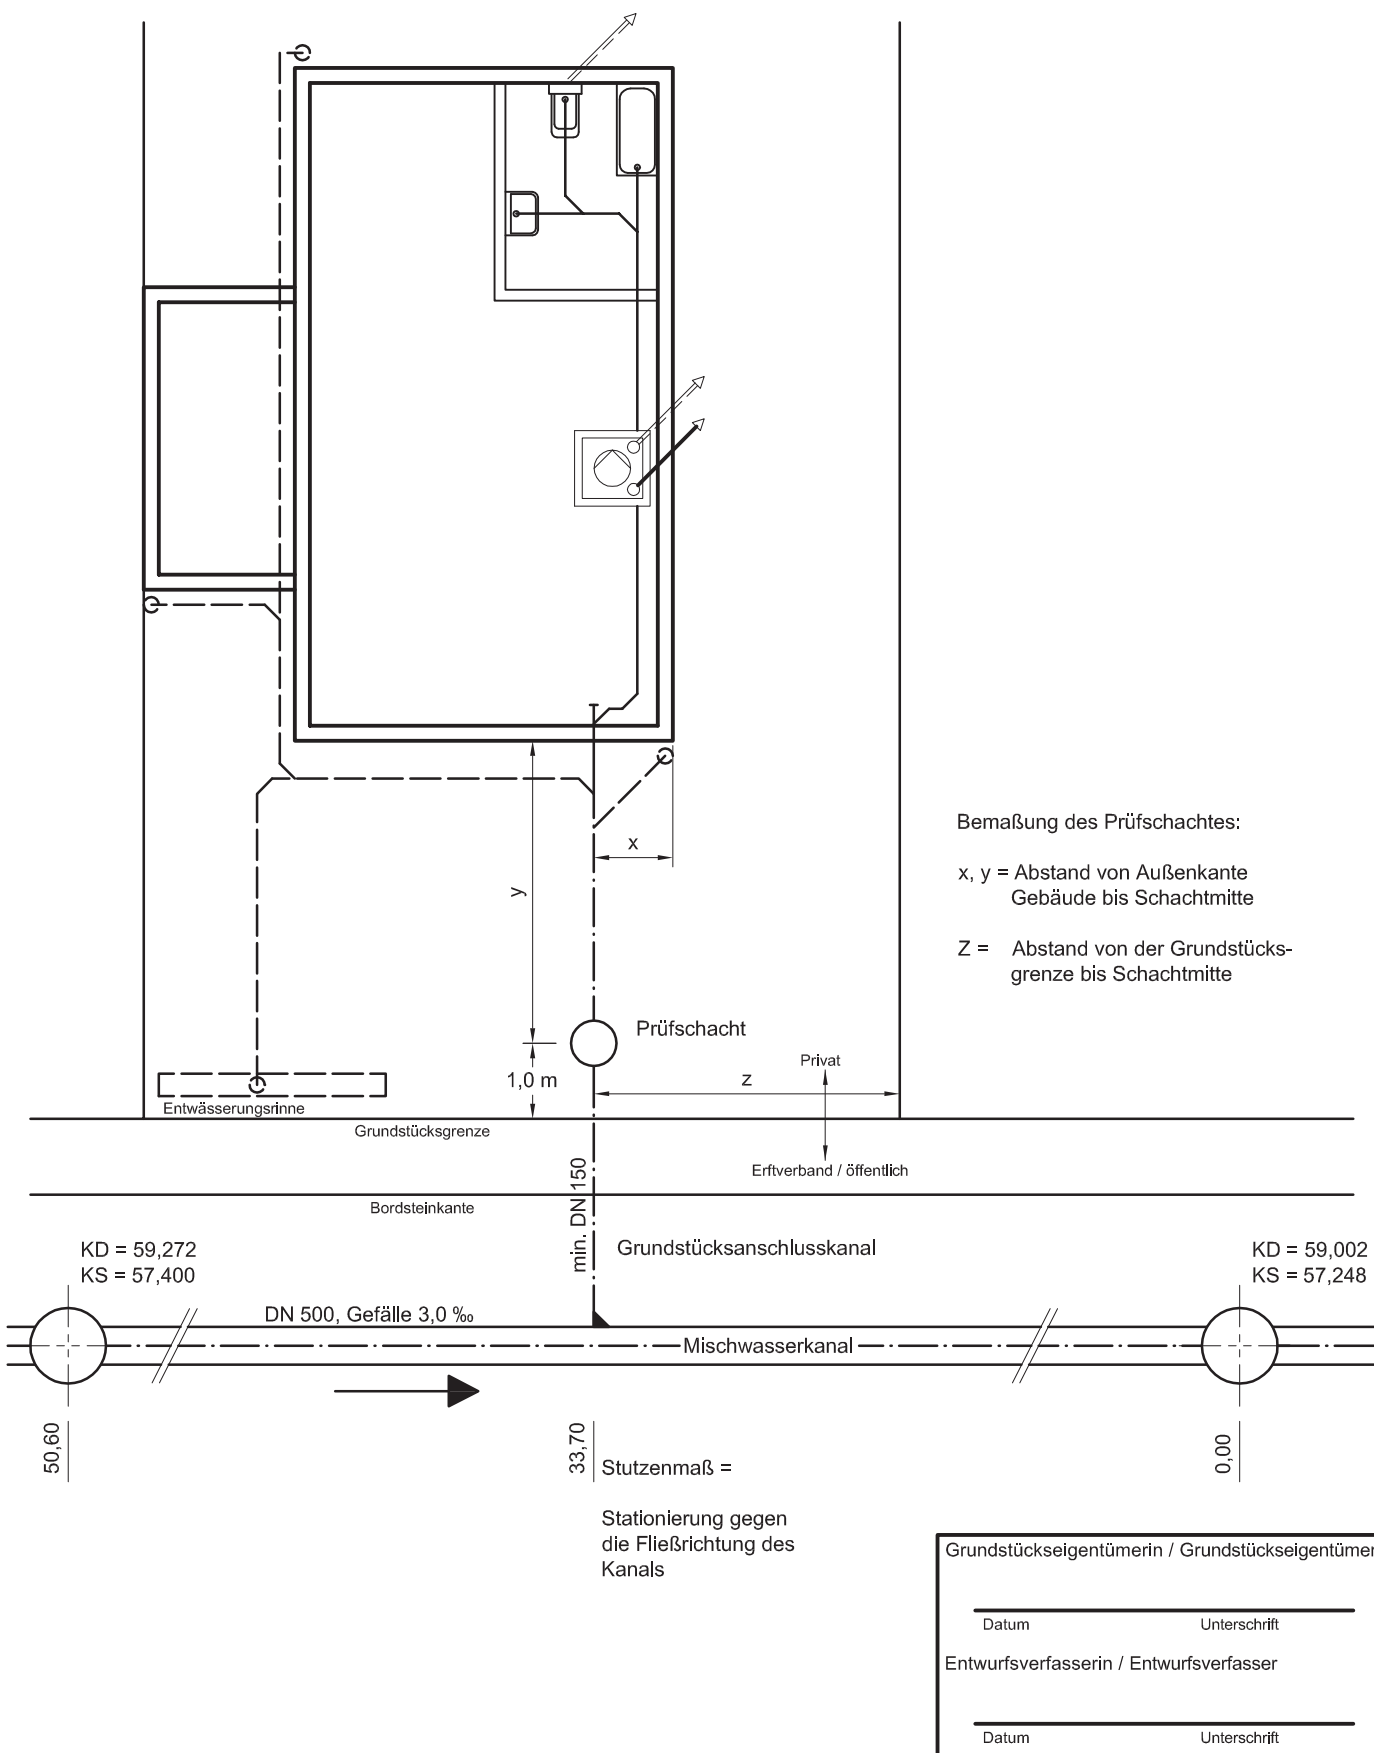 Bemaßung des Prüfschachtes:
x
x, y = Abstand von Außenkante
Gebäude bis Schachtmitte
y
Z = Abstand von der Grundstücks-
grenze bis Schachtmitte
Prüfschacht
Privat
1,0 m
z
Entwässerungsrinne
Grundstücksgrenze
Erftverband / öffentlich
Bordsteinkante
min. DN 150
KD = 59,272
KS = 57,400
Grundstücksanschlusskanal
KD = 59,002
KS = 57,248
DN 500, Gefälle 3,0 ‰
Mischwasserkanal
50,60
33,70
0,00
Stutzenmaß =
Stationierung gegen
die Fließrichtung des
Kanals
Grundstückseigentümerin / Grundstückseigentümer
Datum Unterschrift
Entwurfsverfasserin / Entwurfsverfasser
Datum Unterschrift